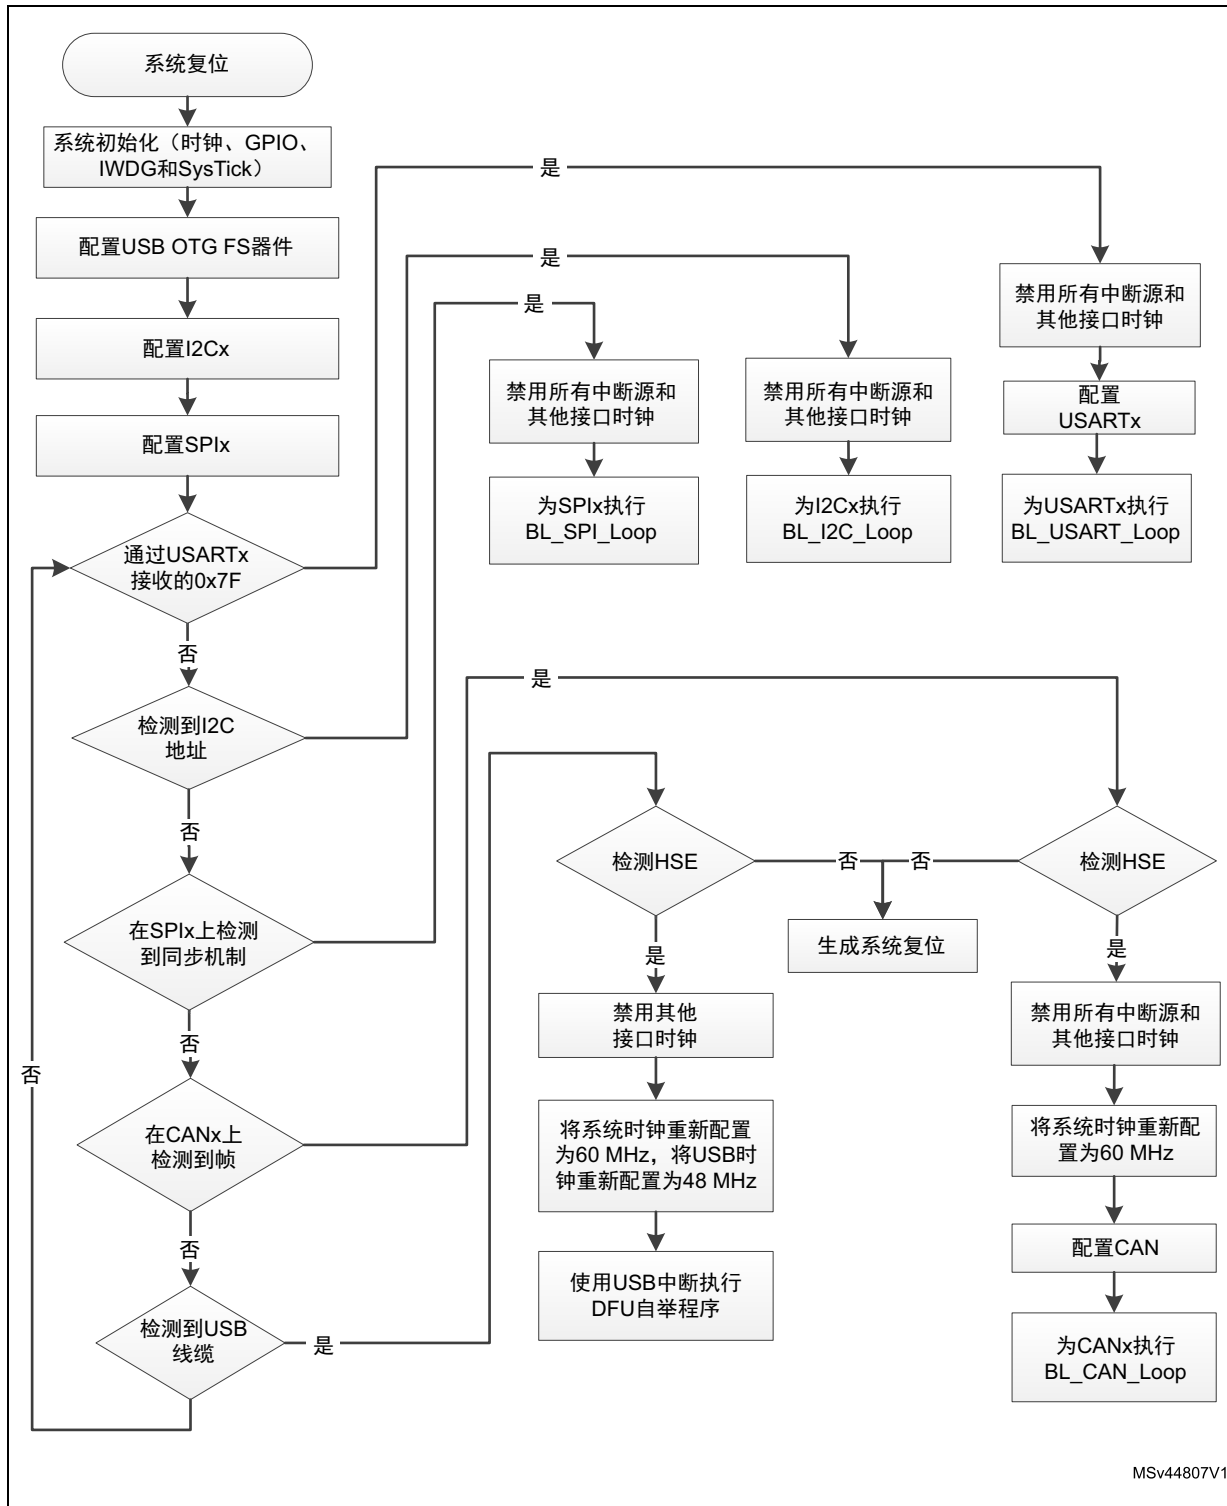 系统复位
系统初始化（时钟、GPIO、
IWDG和SysTick）
配置USB OTG FS器件
配置I2Cx
配置SPIx
通过USARTx
接收的0x7F
是
禁用所有中断源和
其他接口时钟
配置
USARTx
为USARTx执行
BL_USART_Loop
否
检测到I2C
地址
是
禁用所有中断源和
其他接口时钟
为I2Cx执行
BL_I2C_Loop
否
在SPIx上检测
到同步机制
是
禁用所有中断源和
其他接口时钟
为SPIx执行
BL_SPI_Loop
否
在CANx上
检测到帧
是
检测HSE
否
是
禁用所有中断源和
其他接口时钟
将系统时钟重新配
置为60 MHz
配置CAN
为CANx执行
BL_CAN_Loop
否
检测到USB
线缆
是
检测HSE
否
生成系统复位
是
禁用其他
接口时钟
将系统时钟重新配置
为60 MHz，将USB时
钟重新配置为48 MHz
使用USB中断执行
DFU自举程序
否
MSv44807V1